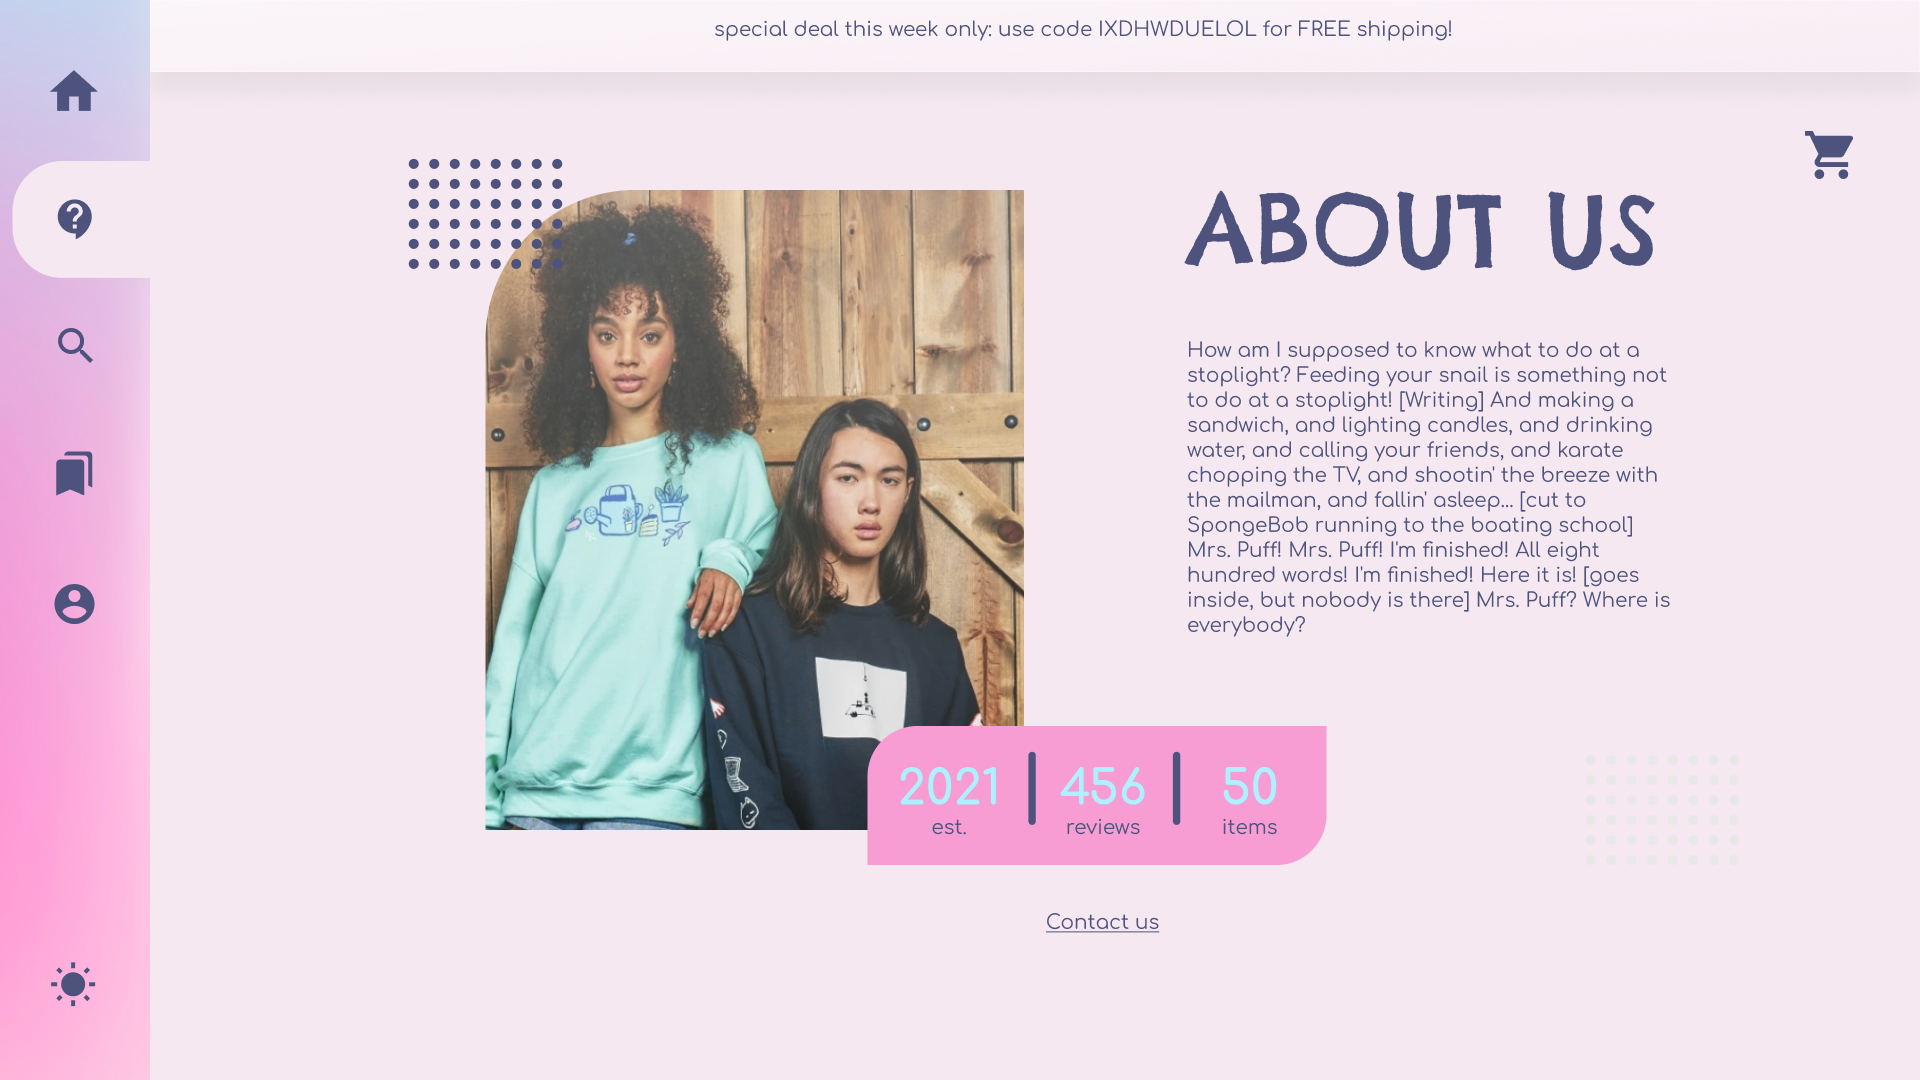 special deal this week only: use code IXDHWDUELOL for FREE shipping!
ABOUT US
How am I supposed to know what to do at a
stoplight? Feeding your snail is something not
to do at a stoplight! [Writing] And making a
sandwich, and lighting candles, and drinking
water, and calling your friends, and karate
chopping the TV, and shootin' the breeze with
the mailman, and fallin' asleep... [cut to
SpongeBob running to the boating school]
Mrs. Puff! Mrs. Puff! I'm finished! All eight
hundred words! I'm finished! Here it is! [goes
inside, but nobody is there] Mrs. Puff? Where is
everybody?
2021 456 50
est. reviews items
Contact us